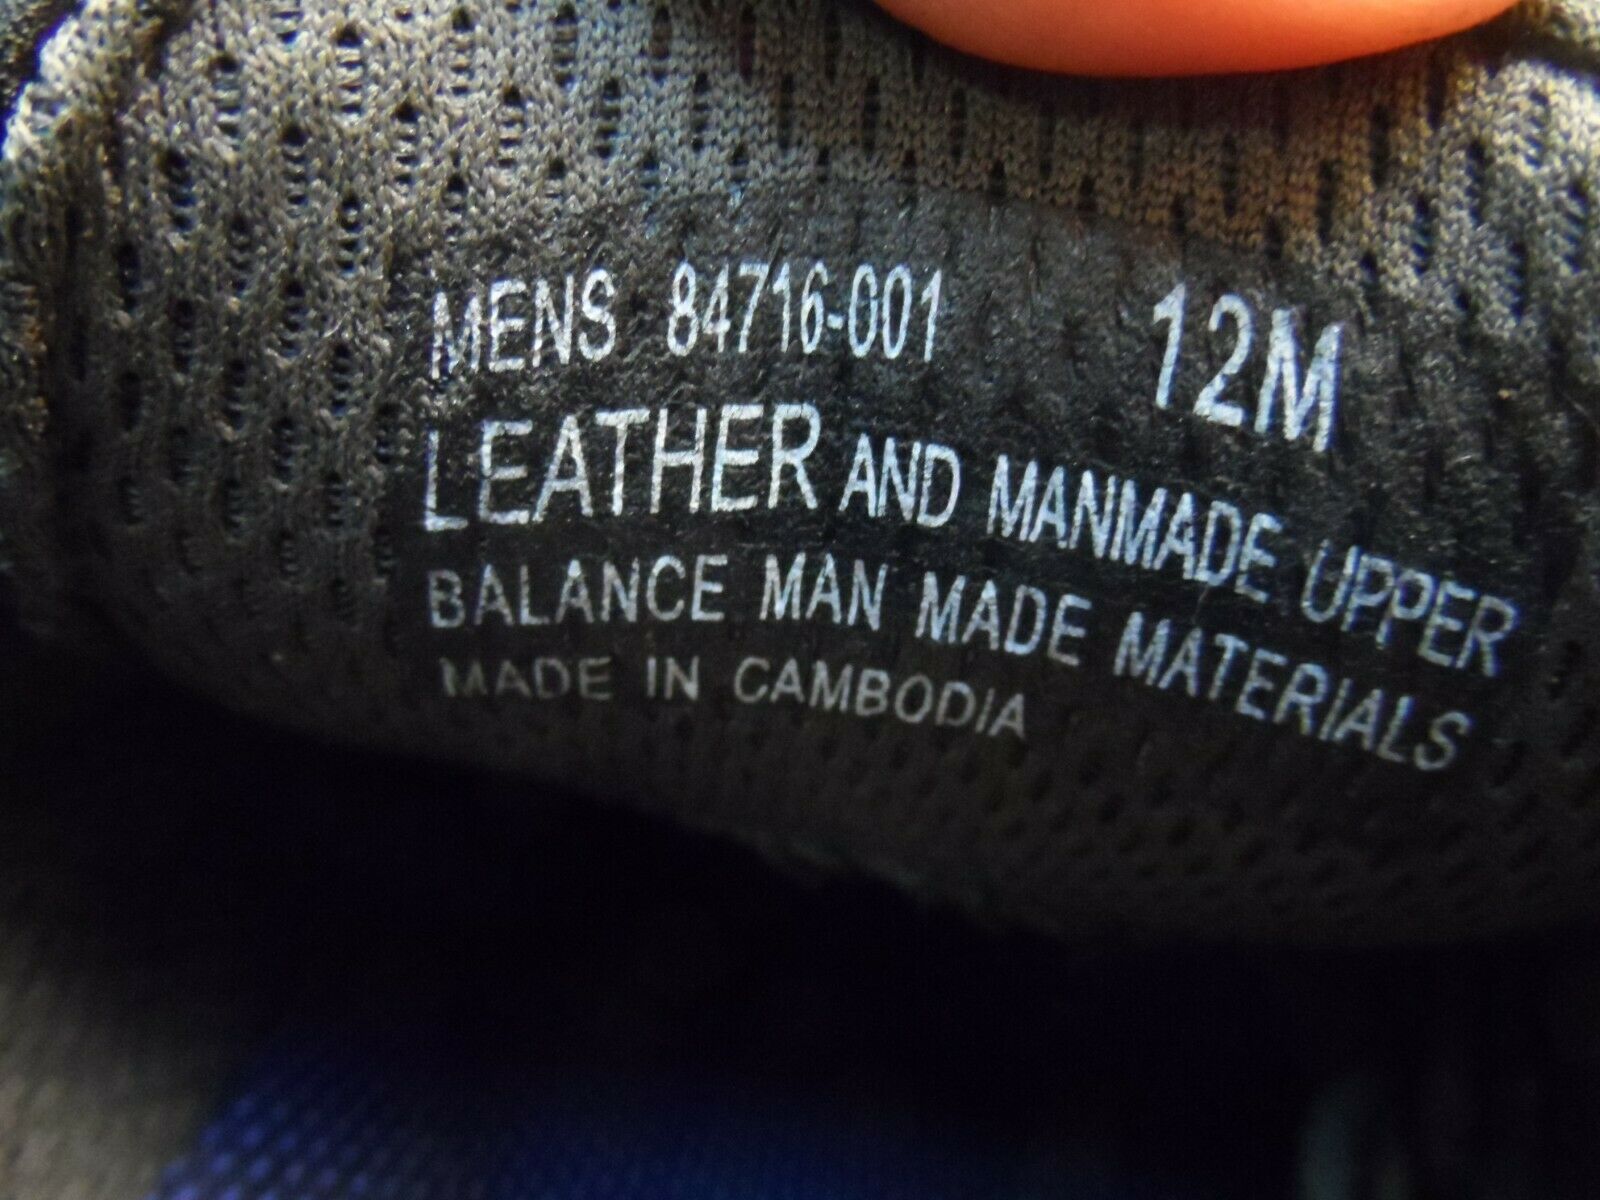 MENS 84716-001 12M
LEATHER AND MANMADE UPPER
BALANCE MAN MADE MATERIALS
MADE IN CAMBODIA